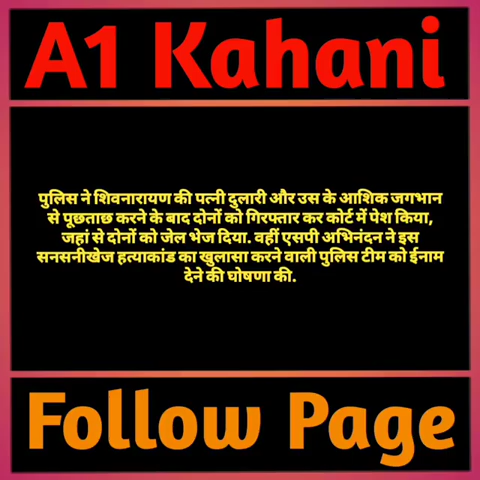 A1 Kahani
पुलिस ने शिवनारायण की पत्नी दुलारी और उस के आशिक जगभान
से पूछताछ करने के बाद दोनों को गिरफ्तार कर कोर्ट में पेश किया,
जहां से दोनों को जेल भेज दिया. वहीं एसपी अभिनंदन ने इस
सनसनीखेज हत्याकांड का खुलासा करने वाली पुलिस टीम को ईनाम
देने की घोषणा की.
Follow Page